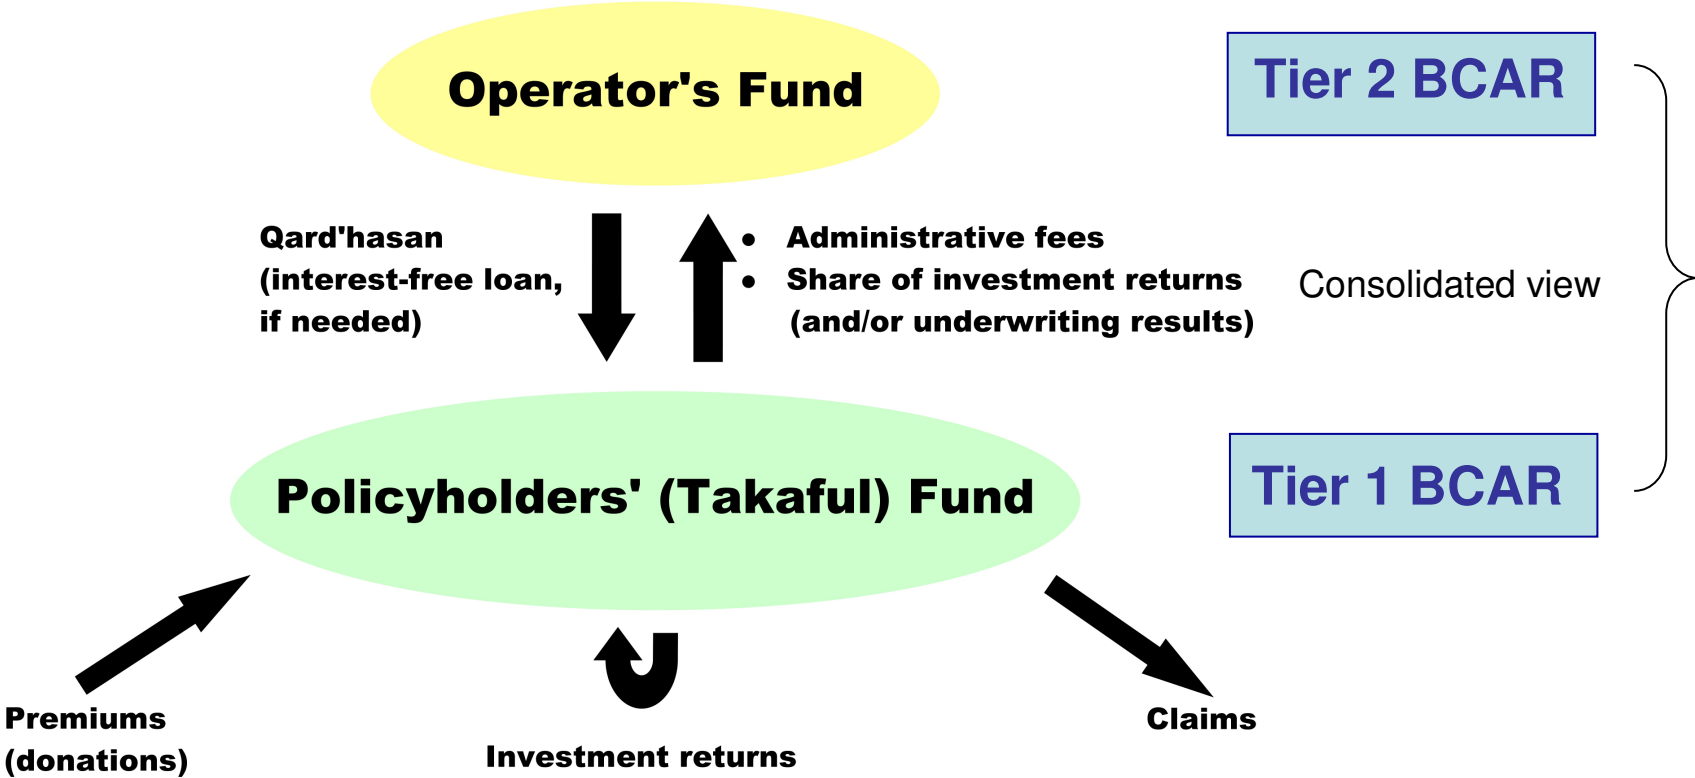 Operator's Fund
Tier 2 BCAR
Qard'hasan
(interest-free loan,
if needed)
• Administrative fees
• Share of investment returns
(and/or underwriting results)
Consolidated view
Policyholders' (Takaful) Fund
Tier 1 BCAR
Premiums
(donations)
Investment returns
Claims